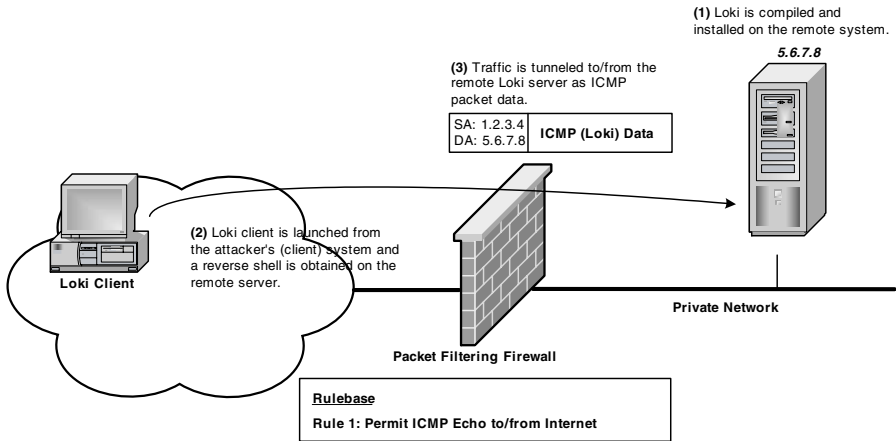 (1) Loki is compiled and
installed on the remote system.
5.6.7.8
(3) Traffic is tunneled to/from the
remote Loki server as ICMP
packet data.
SA: 1.2.3.4
DA: 5.6.7.8
ICMP (Loki) Data
(2) Loki client is launched from
the attacker's (client) system and
a reverse shell is obtained on the
remote server.
Loki Client
Private Network
Packet Filtering Firewall
Rulebase
Rule 1: Permit ICMP Echo to/from Internet